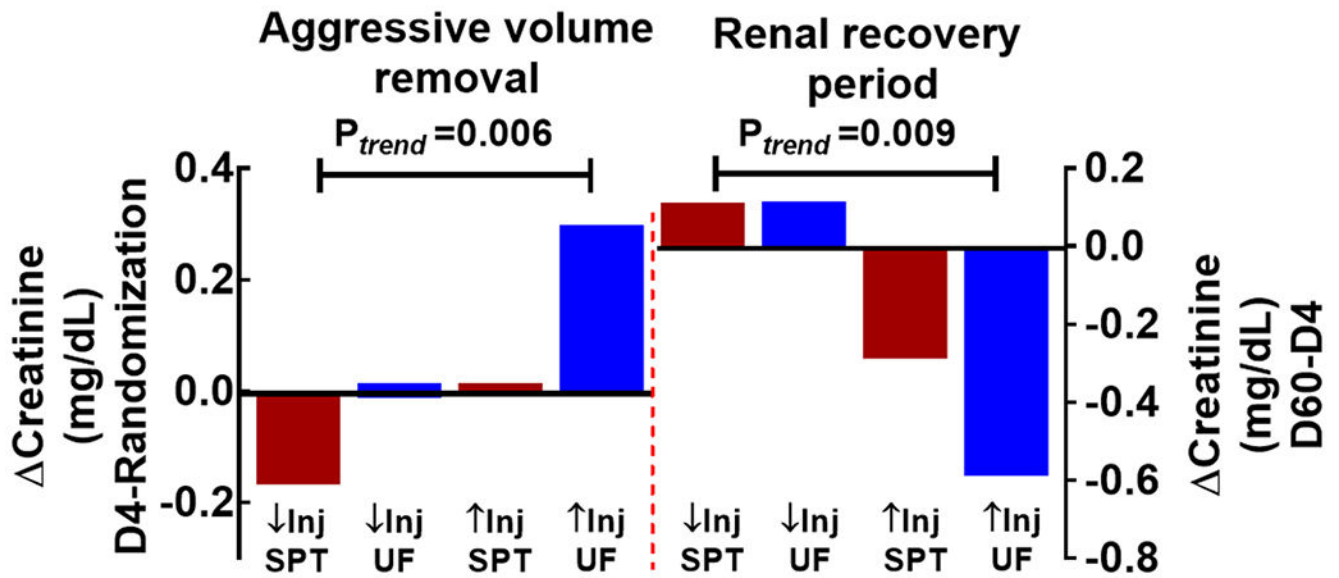 Aggressive volume
removal
P_trend =0.006
Renal recovery
period
P_trend =0.009
ΔCreatinine
(mg/dL)
D4-Randomization
0.4
0.2
0.0
-0.2
↓Inj
SPT
↓Inj
UF
↑Inj
SPT
↑Inj
UF
↓Inj
SPT
↓Inj
UF
↑Inj
SPT
↑Inj
UF
0.2
0.0
-0.2
-0.4
-0.6
-0.8
ΔCreatinine
(mg/dL)
D60-D4